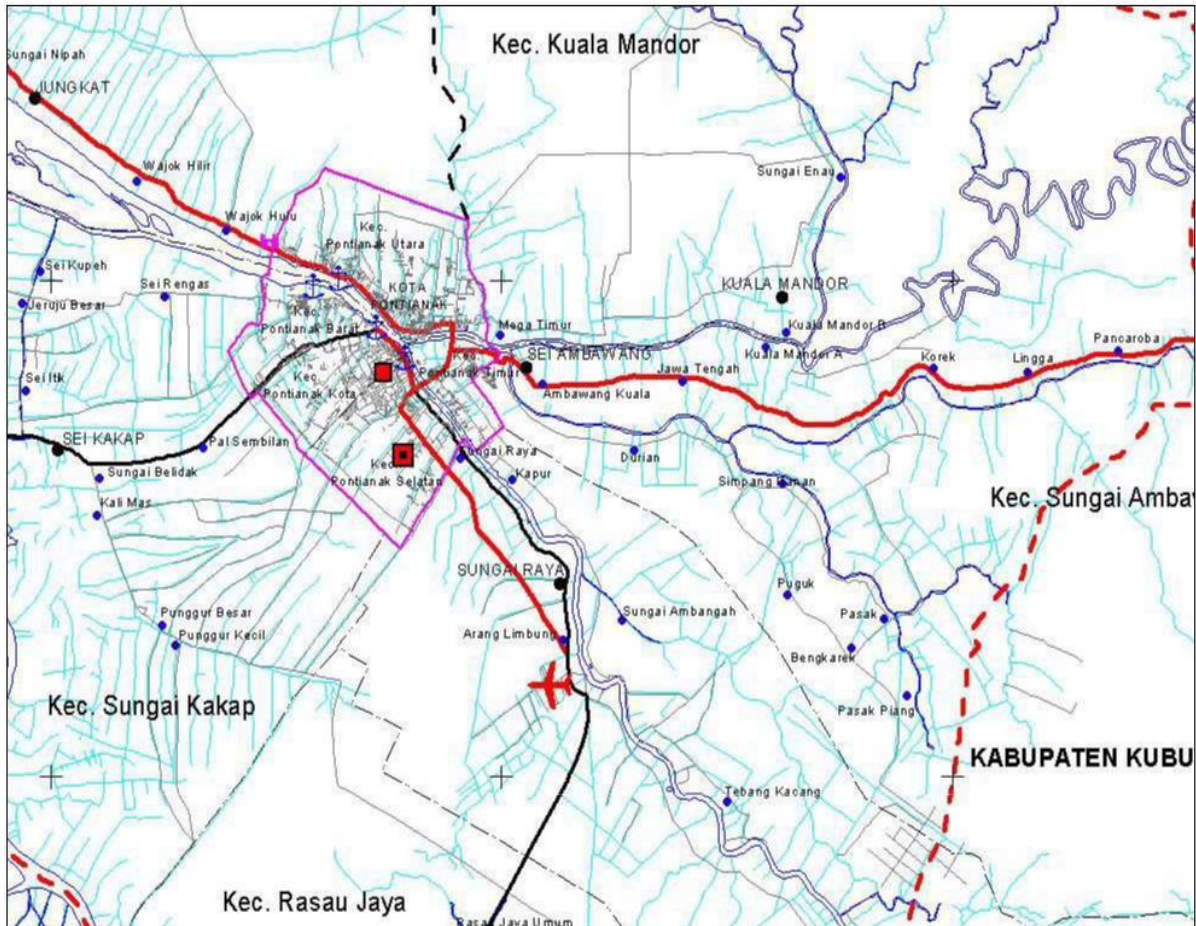 Kec. Kuala Mandor
Sungai Nipah
JUNGKAT
Wajok Hilir
Sungai Enau
Wajok Hulu
Kec.
Pontianak Utara
Sei Kupeh
Sei Rengas
Jeruju Besar
KOTA
PONTIANAK
KUALA MANDOR
Kec.
Pontianak Barat
Mega Timur
Kuala Mandor B
Kuala Mandor A
Pancaroba
SEI AMBAWANG
Kec.
Pontianak Timur
Korek
Lingga
Jawa Tengah
Ambawang Kuala
Sei Itik
Kec.
Pontianak Kota
SEI KAKAP
Pal Sembilan
Sungai Raya
Durian
Sungai Belidak
Kec.
Pontianak Selatan
Kapur
Simpang Kanan
Kali Mas
Kec. Sungai Ambaw
SUNGAI RAYA
Puguk
Punggur Besar
Sungai Ambangah
Pasak
Punggur Kecil
Arang Limbung
Bengkarek
Kec. Sungai Kakap
Pasak Piang
KABUPATEN KUBU
Tebang Kacang
Kec. Rasau Jaya
Rasau Jaya Umum